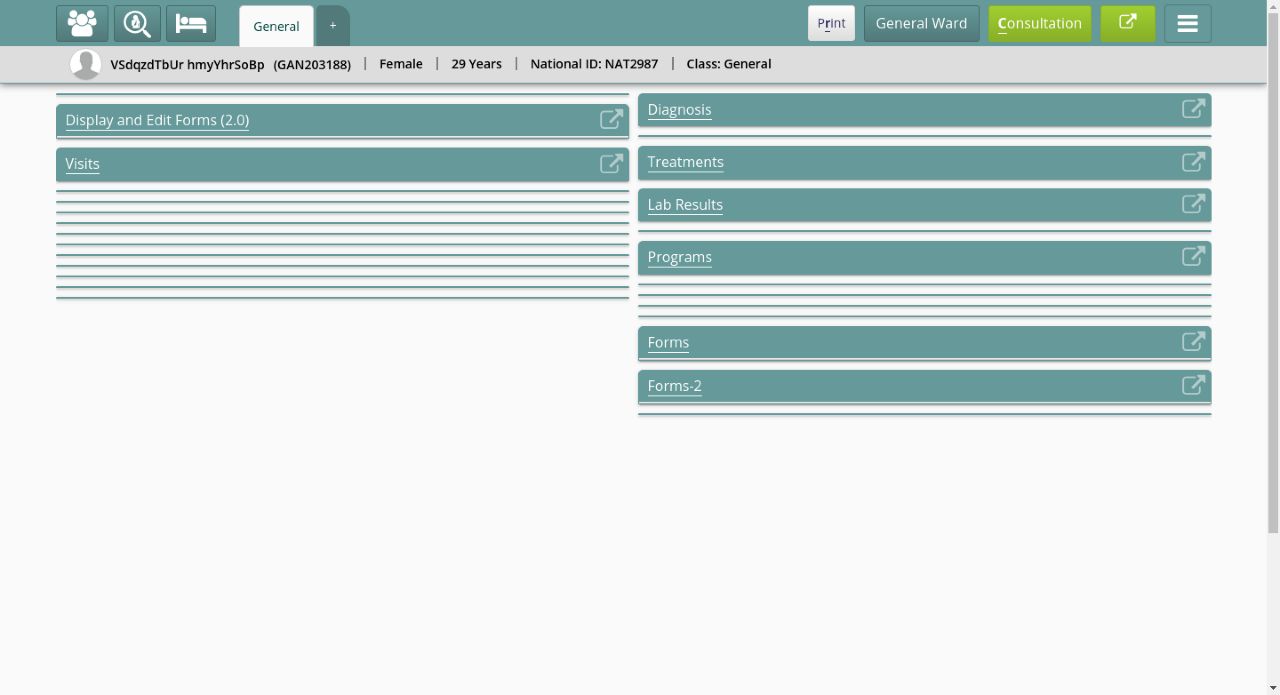 General
+
Print
General Ward
Consultation
VSdqzdTbUr hmyYhrSoBp (GAN203188) | Female | 29 Years | National ID: NAT2987 | Class: General
Display and Edit Forms (2.0)
Visits
Diagnosis
Treatments
Lab Results
Programs
Forms
Forms-2